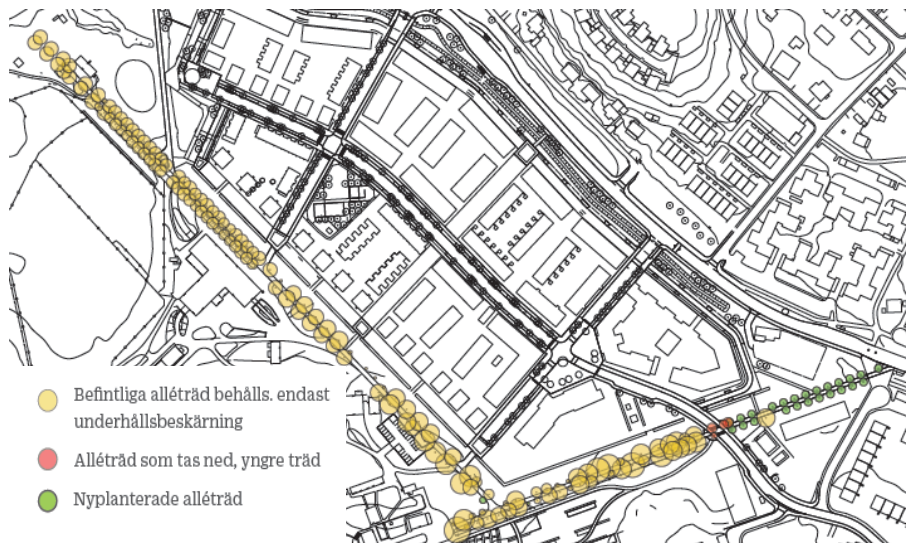 Befintliga alléträd behålls. endast
underhållsbeskärning
Alléträd som tas ned, yngre träd
Nyplanterade alléträd